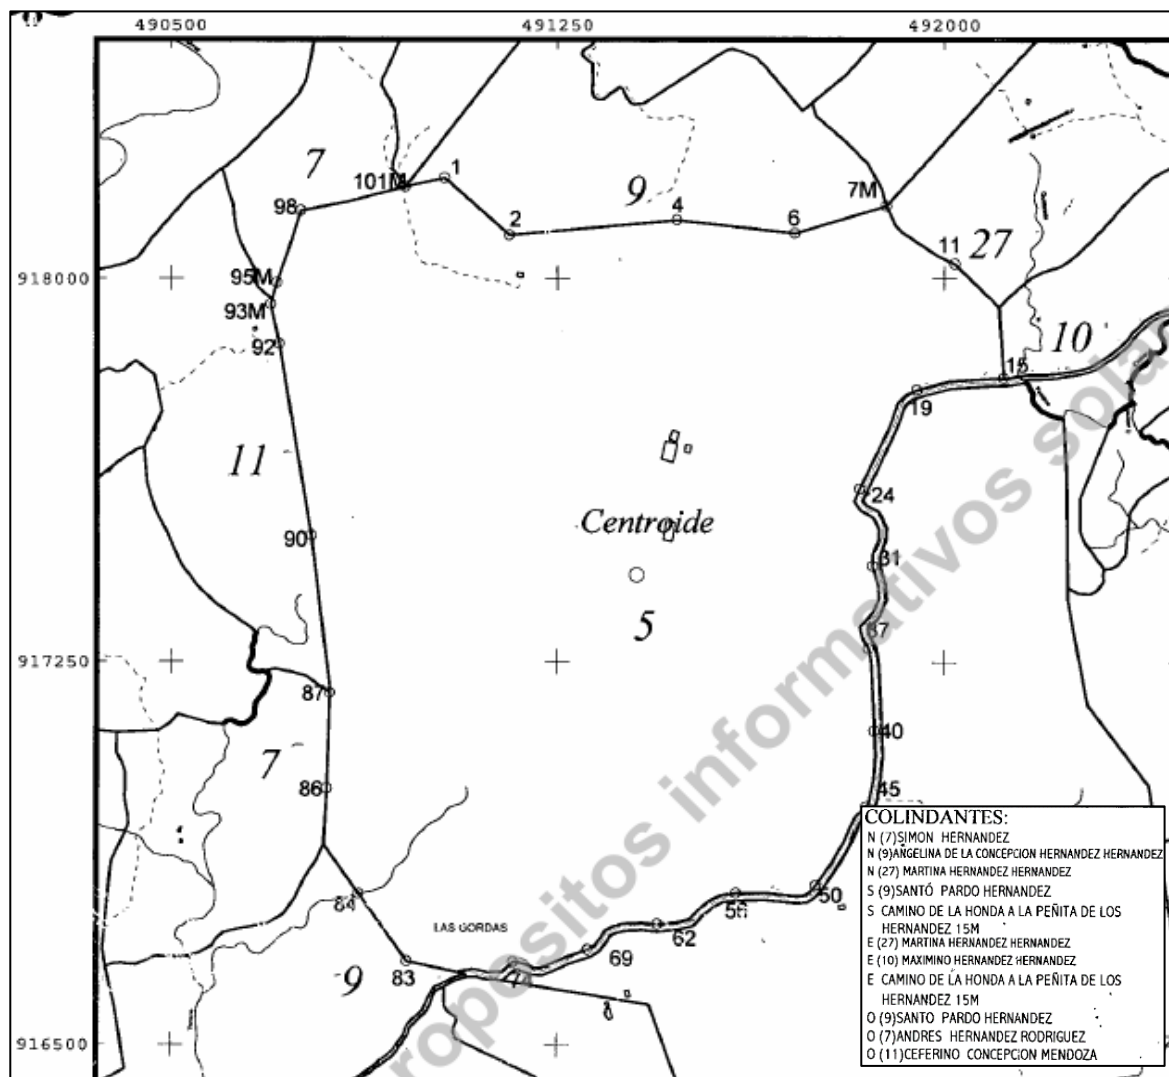 490500 491250 492000
7
101M
1
9
7M
98
2
4
6
11
27
918000
95M
93M
92
10
15
19
11
24
Centroide
90
31
5
37
917250
87
40
7
86
45
COLINDANTES:
N (7)SIMON HERNANDEZ
N (9)ANGELINA DE LA CONCEPCION HERNANDEZ HERNANDEZ
N (27) MARTINA HERNANDEZ HERNANDEZ
S (9)SANTO PARDO HERNANDEZ
S CAMINO DE LA HONDA A LA PEÑITA DE LOS
HERNANDEZ 15M
E (27) MARTINA HERNANDEZ HERNANDEZ
E (10) MAXIMINO HERNANDEZ HERNANDEZ
E CAMINO DE LA HONDA A LA PEÑITA DE LOS
HERNANDEZ 15M
O (9)SANTO PARDO HERNANDEZ
O (7)ANDRES HERNANDEZ RODRIGUEZ
O (11)CEFERINO CONCEPCION MENDOZA
84
50
56
LAS GORDAS
62
69
83
9
916500
propositos informativos sola